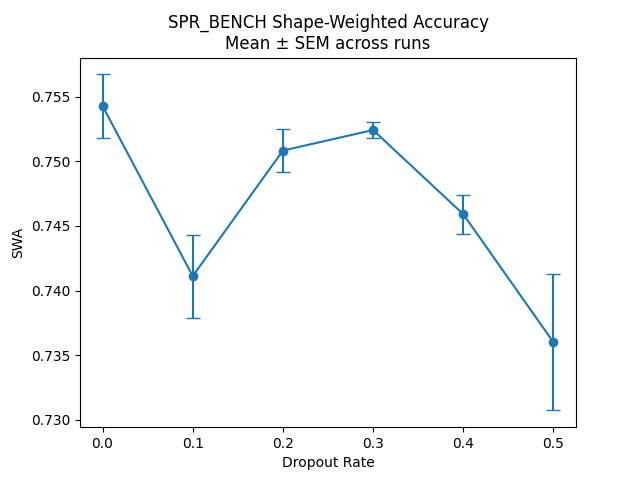 SPR_BENCH Shape-Weighted Accuracy
Mean ± SEM across runs
0.755
0.750
0.745
0.740
0.735
0.730
SWA
0.0 0.1 0.2 0.3 0.4 0.5
Dropout Rate